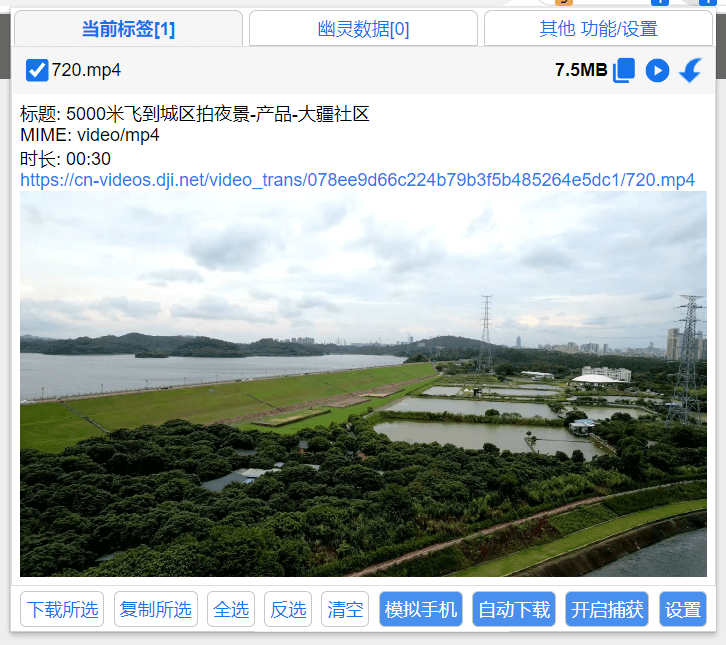 当前标签[1] 幽灵数据[0] 其他 功能/设置
720.mp4 7.5MB
标题: 5000米飞到城区拍夜景-产品-大疆社区
MIME: video/mp4
时长: 00:30
https://cn-videos.dji.net/video_trans/078ee9d66c224b79b3f5b485264e5dc1/720.mp4
下载所选 复制所选 全选 反选 清空 模拟手机 自动下载 开启捕获 设置